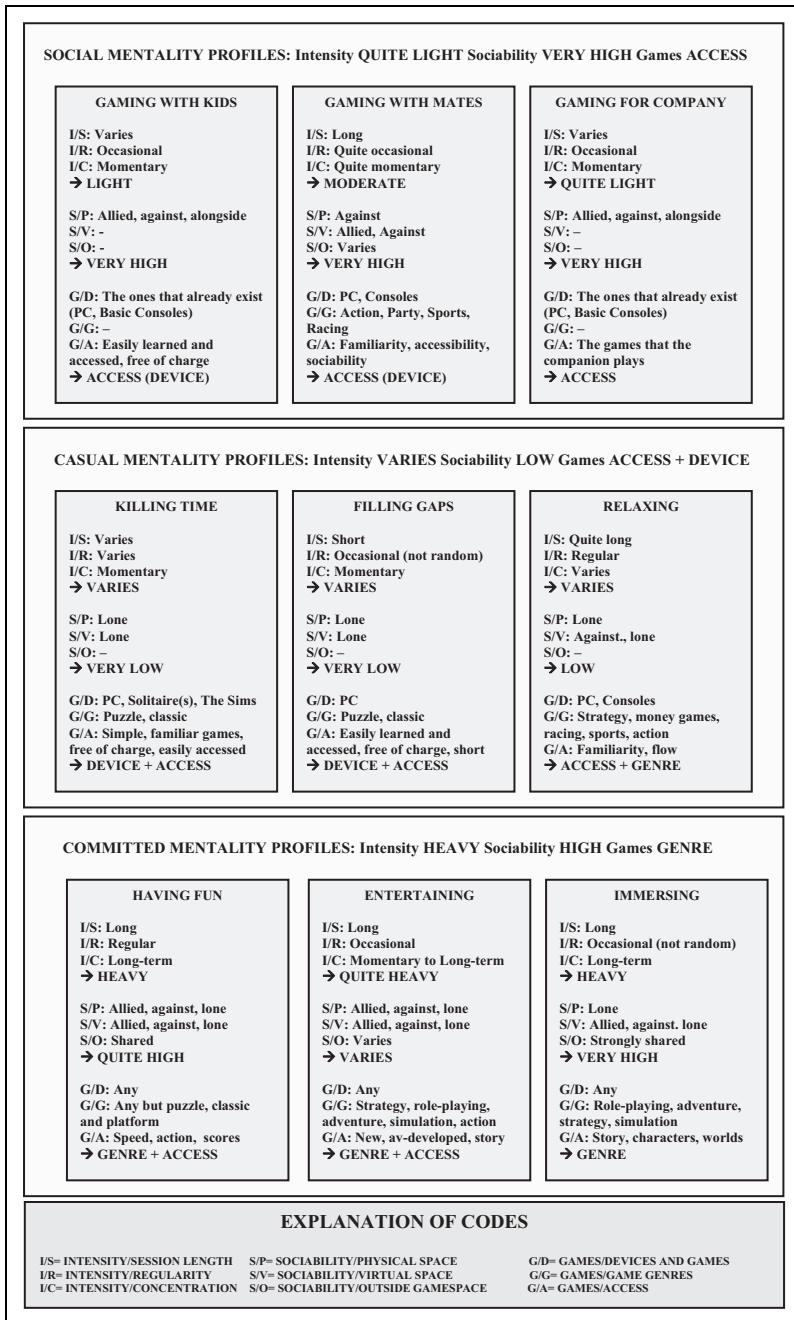 SOCIAL MENTALITY PROFILES: Intensity QUITE LIGHT Sociability VERY HIGH Games ACCESS
GAMING WITH KIDS
I/S: Varies
I/R: Occasional
I/C: Momentary
→ LIGHT
S/P: Allied, against, alongside
S/V: -
S/O: -
→ VERY HIGH
G/D: The ones that already exist
(PC, Basic Consoles)
G/G: –
G/A: Easily learned and
accessed, free of charge
→ ACCESS (DEVICE)
GAMING WITH MATES
I/S: Long
I/R: Quite occasional
I/C: Quite momentary
→ MODERATE
S/P: Against
S/V: Allied, Against
S/O: Varies
→ VERY HIGH
G/D: PC, Consoles
G/G: Action, Party, Sports,
Racing
G/A: Familiarity, accessibility,
sociability
→ ACCESS (DEVICE)
GAMING FOR COMPANY
I/S: Varies
I/R: Occasional
I/C: Momentary
→ QUITE LIGHT
S/P: Allied, against, alongside
S/V: –
S/O: –
→ VERY HIGH
G/D: The ones that already exist
(PC, Basic Consoles)
G/G: –
G/A: The games that the
companion plays
→ ACCESS
CASUAL MENTALITY PROFILES: Intensity VARIES Sociability LOW Games ACCESS + DEVICE
KILLING TIME
I/S: Varies
I/R: Varies
I/C: Momentary
→ VARIES
S/P: Lone
S/V: Lone
S/O: –
→ VERY LOW
G/D: PC, Solitaire(s), The Sims
G/G: Puzzle, classic
G/A: Simple, familiar games,
free of charge, easily accessed
→ DEVICE + ACCESS
FILLING GAPS
I/S: Short
I/R: Occasional (not random)
I/C: Momentary
→ VARIES
S/P: Lone
S/V: Lone
S/O: –
→ VERY LOW
G/D: PC
G/G: Puzzle, classic
G/A: Easily learned and
accessed, free of charge, short
→ DEVICE + ACCESS
RELAXING
I/S: Quite long
I/R: Regular
I/C: Varies
→ VARIES
S/P: Lone
S/V: Against., lone
S/O: –
→ LOW
G/D: PC, Consoles
G/G: Strategy, money games,
racing, sports, action
G/A: Familiarity, flow
→ ACCESS + GENRE
COMMITTED MENTALITY PROFILES: Intensity HEAVY Sociability HIGH Games GENRE
HAVING FUN
I/S: Long
I/R: Regular
I/C: Long-term
→ HEAVY
S/P: Allied, against, lone
S/V: Allied, against, lone
S/O: Shared
→ QUITE HIGH
G/D: Any
G/G: Any but puzzle, classic
and platform
G/A: Speed, action, scores
→ GENRE + ACCESS
ENTERTAINING
I/S: Long
I/R: Occasional
I/C: Momentary to Long-term
→ QUITE HEAVY
S/P: Allied, against, lone
S/V: Allied, against, lone
S/O: Varies
→ VARIES
G/D: Any
G/G: Strategy, role-playing,
adventure, simulation, action
G/A: New, av-developed, story
→ GENRE + ACCESS
IMMERSING
I/S: Long
I/R: Occasional (not random)
I/C: Long-term
→ HEAVY
S/P: Lone
S/V: Allied, against. lone
S/O: Strongly shared
→ VERY HIGH
G/D: Any
G/G: Role-playing, adventure,
strategy, simulation
G/A: Story, characters, worlds
→ GENRE
EXPLANATION OF CODES
I/S= INTENSITY/SESSION LENGTH S/P= SOCIABILITY/PHYSICAL SPACE G/D= GAMES/DEVICES AND GAMES
I/R= INTENSITY/REGULARITY S/V= SOCIABILITY/VIRTUAL SPACE G/G= GAMES/GAME GENRES
I/C= INTENSITY/CONCENTRATION S/O= SOCIABILITY/OUTSIDE GAMESPACE G/A= GAMES/ACCESS